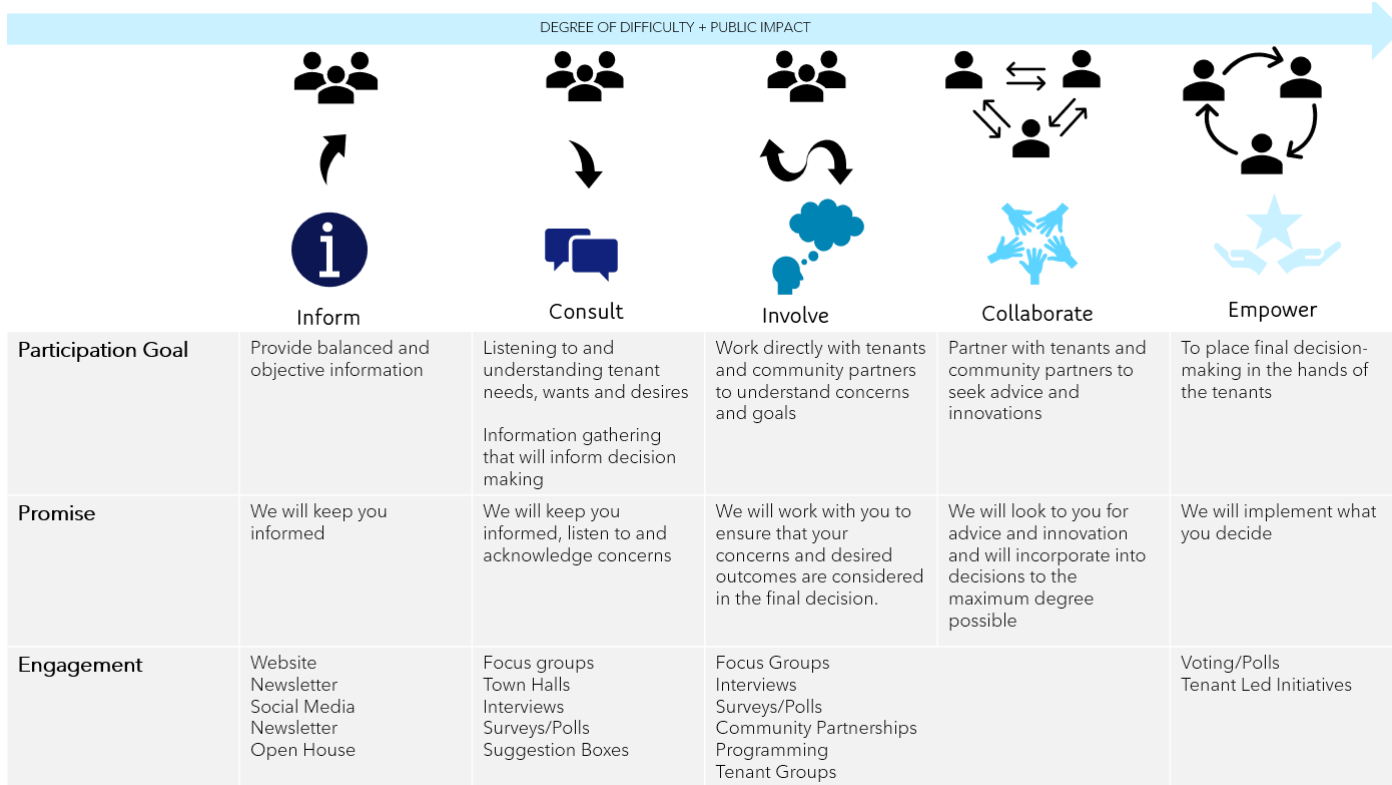 DEGREE OF DIFFICULTY + PUBLIC IMPACT
i
Inform
Consult
Involve
Collaborate
Empower
Participation Goal
Provide balanced and
objective information
Listening to and
understanding tenant
needs, wants and desires
Information gathering
that will inform decision
making
Work directly with tenants
and community partners
to understand concerns
and goals
Partner with tenants and
community partners to
seek advice and
innovations
To place final decision-
making in the hands of
the tenants
Promise
We will keep you
informed
We will keep you
informed, listen to and
acknowledge concerns
We will work with you to
ensure that your
concerns and desired
outcomes are considered
in the final decision.
We will look to you for
advice and innovation
and will incorporate into
decisions to the
maximum degree
possible
We will implement what
you decide
Engagement
Website
Newsletter
Social Media
Newsletter
Open House
Focus groups
Town Halls
Interviews
Surveys/Polls
Suggestion Boxes
Focus Groups
Interviews
Surveys/Polls
Community Partnerships
Programming
Tenant Groups
Voting/Polls
Tenant Led Initiatives